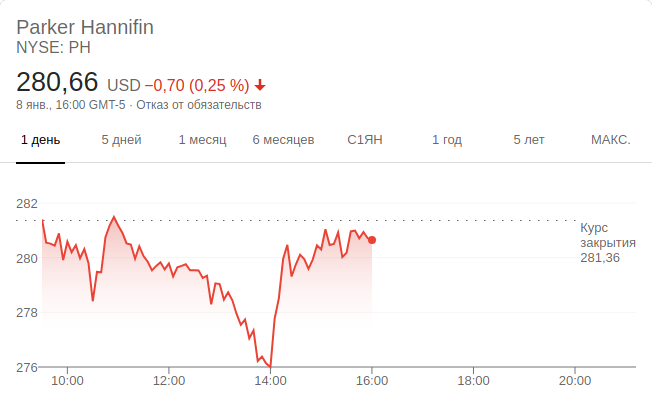 Parker Hannifin
NYSE: PH
280,66 USD −0,70 (0,25 %)
8 янв., 16:00 GMT-5 · Отказ от обязательств
1 день 5 дней 1 месяц 6 месяцев С1ЯН 1 год 5 лет МАКС.
282
Курс
закрытия
281,36
280
278
276
10:00 12:00 14:00 16:00 18:00 20:00